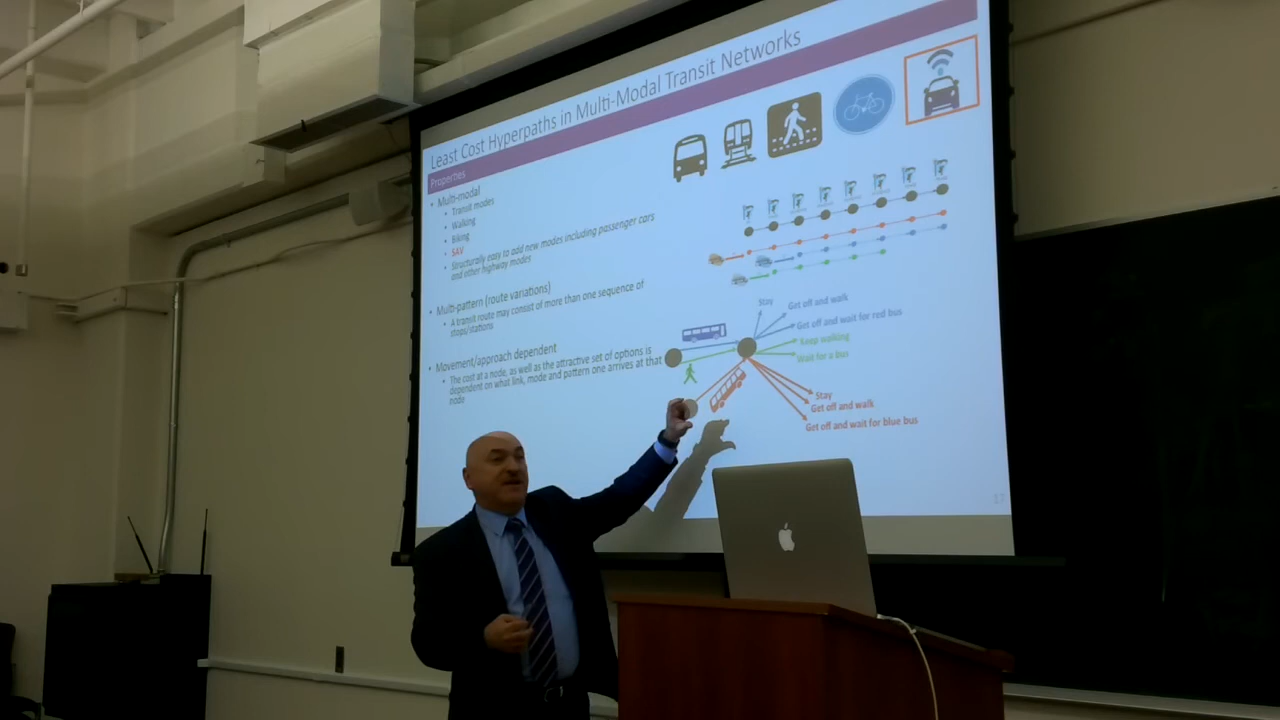 Least Cost Hyperpaths in Multi-Modal Transit Networks
Properties
• Multi-modal
• Transit modes
• Walking
• Biking
• SAV
• Structurally easy to add new modes including passenger cars
and other highway modes
• Multi-pattern (route variations)
• A transit route may consist of more than one sequence of
stops/stations
• Movement/approach dependent
• The cost at a node, as well as the attractive set of options is
dependent on what link, mode and pattern one arrives at that
node
Stay
Get off and walk
Get off and wait for red bus
Keep walking
Wait for a bus
Stay
Get off and walk
Get off and wait for blue bus
17